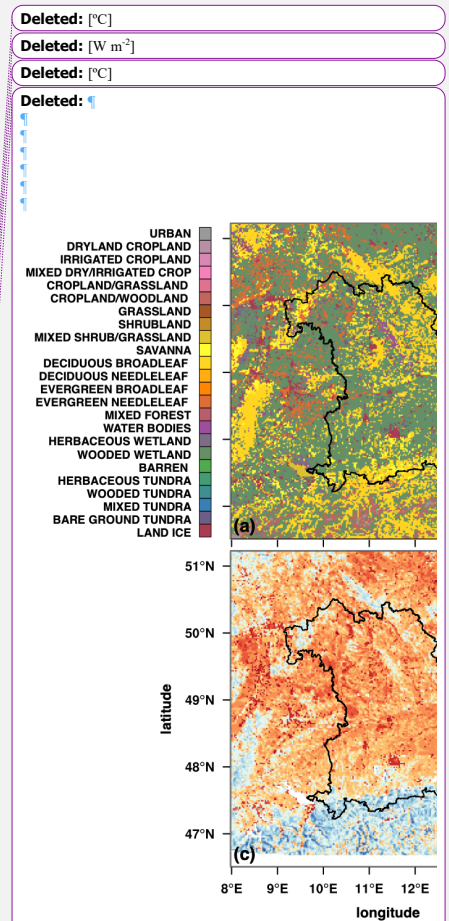 Deleted: [ºC]
Deleted: [W m-2]
Deleted: [ºC]
Deleted: ¶
¶
¶
¶
¶
¶
¶
URBAN
DRYLAND CROPLAND
IRRIGATED CROPLAND
MIXED DRY/IRRIGATED CROP
CROPLAND/GRASSLAND
CROPLAND/WOODLAND
GRASSLAND
SHRUBLAND
MIXED SHRUB/GRASSLAND
SAVANNA
DECIDUOUS BROADLEAF
DECIDUOUS NEEDLELEAF
EVERGREEN BROADLEAF
EVERGREEN NEEDLELEAF
MIXED FOREST
WATER BODIES
HERBACEOUS WETLAND
WOODED WETLAND
BARREN
HERBACEOUS TUNDRA
WOODED TUNDRA
MIXED TUNDRA
BARE GROUND TUNDRA
LAND ICE
(a)
51°N
50°N
49°N
48°N
47°N
latitude
(c)
8°E 9°E 10°E 11°E 12°E
longitude